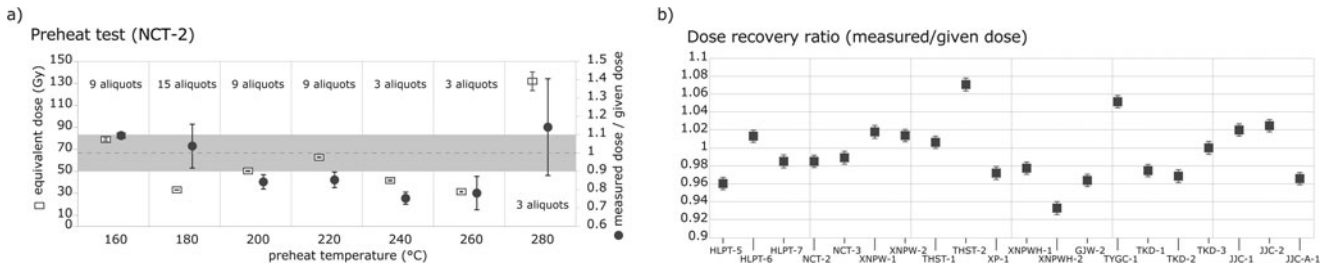 a)
Preheat test (NCT-2)
equivalent dose (Gy)
150
130
110
90
70
50
30
10
0
9 aliquots
15 aliquots
9 aliquots
9 aliquots
3 aliquots
3 aliquots
3 aliquots
1.5
1.4
1.3
1.2
1.1
1
0.9
0.8
0.7
0.6
measured dose / given dose
160
180
200
220
240
260
280
preheat temperature (°C)
b)
Dose recovery ratio (measured/given dose)
1.1
1.08
1.06
1.04
1.02
1
0.98
0.96
0.94
0.92
0.9
HLPT-5
HLPT-6
HLPT-7
NCT-2
NCT-3
XNPW-1
XNPW-2
THST-1
THST-2
XP-1
XNPWH-1
XNPWH-2
GJW-2
TYGC-1
TKD-1
TKD-2
TKD-3
JJC-1
JJC-2
JJC-A-1